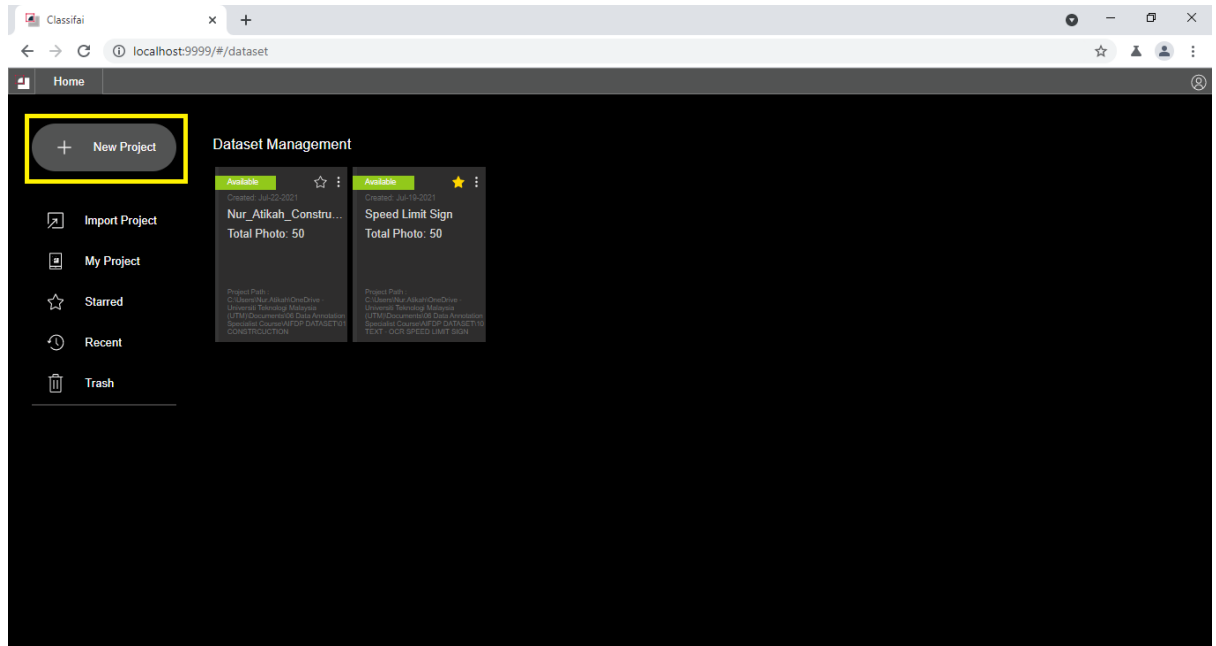 Classifai
localhost:9999/#/dataset
Home
New Project
Import Project
My Project
Starred
Recent
Trash
Dataset Management
Available
Created: Jul-22-2021
Nur_Atikah_Constru...
Total Photo: 50
Project Path :
C:\Users\Nur Atikah\OneDrive -
Universiti Teknologi Malaysia
(UTM)\Documents\06 Data Annotation
Specialist Course\AIFDP DATASET\01
CONSTRCUCTION
Available
Created: Jul-19-2021
Speed Limit Sign
Total Photo: 50
Project Path :
C:\Users\Nur Atikah\OneDrive -
Universiti Teknologi Malaysia
(UTM)\Documents\06 Data Annotation
Specialist Course\AIFDP DATASET\10
TEXT - OCR SPEED LIMIT SIGN